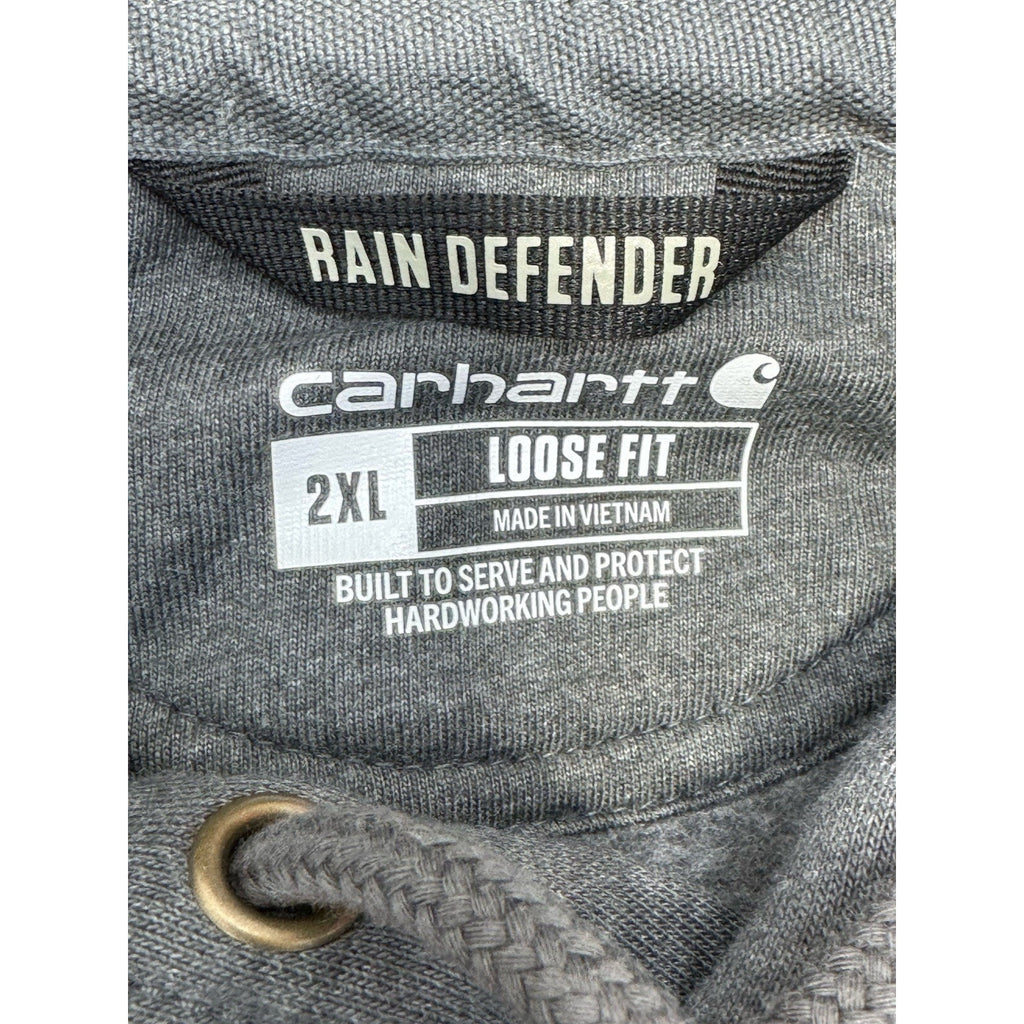 RAIN DEFENDER
carhartt
2XL
LOOSE FIT
MADE IN VIETNAM
BUILT TO SERVE AND PROTECT
HARDWORKING PEOPLE